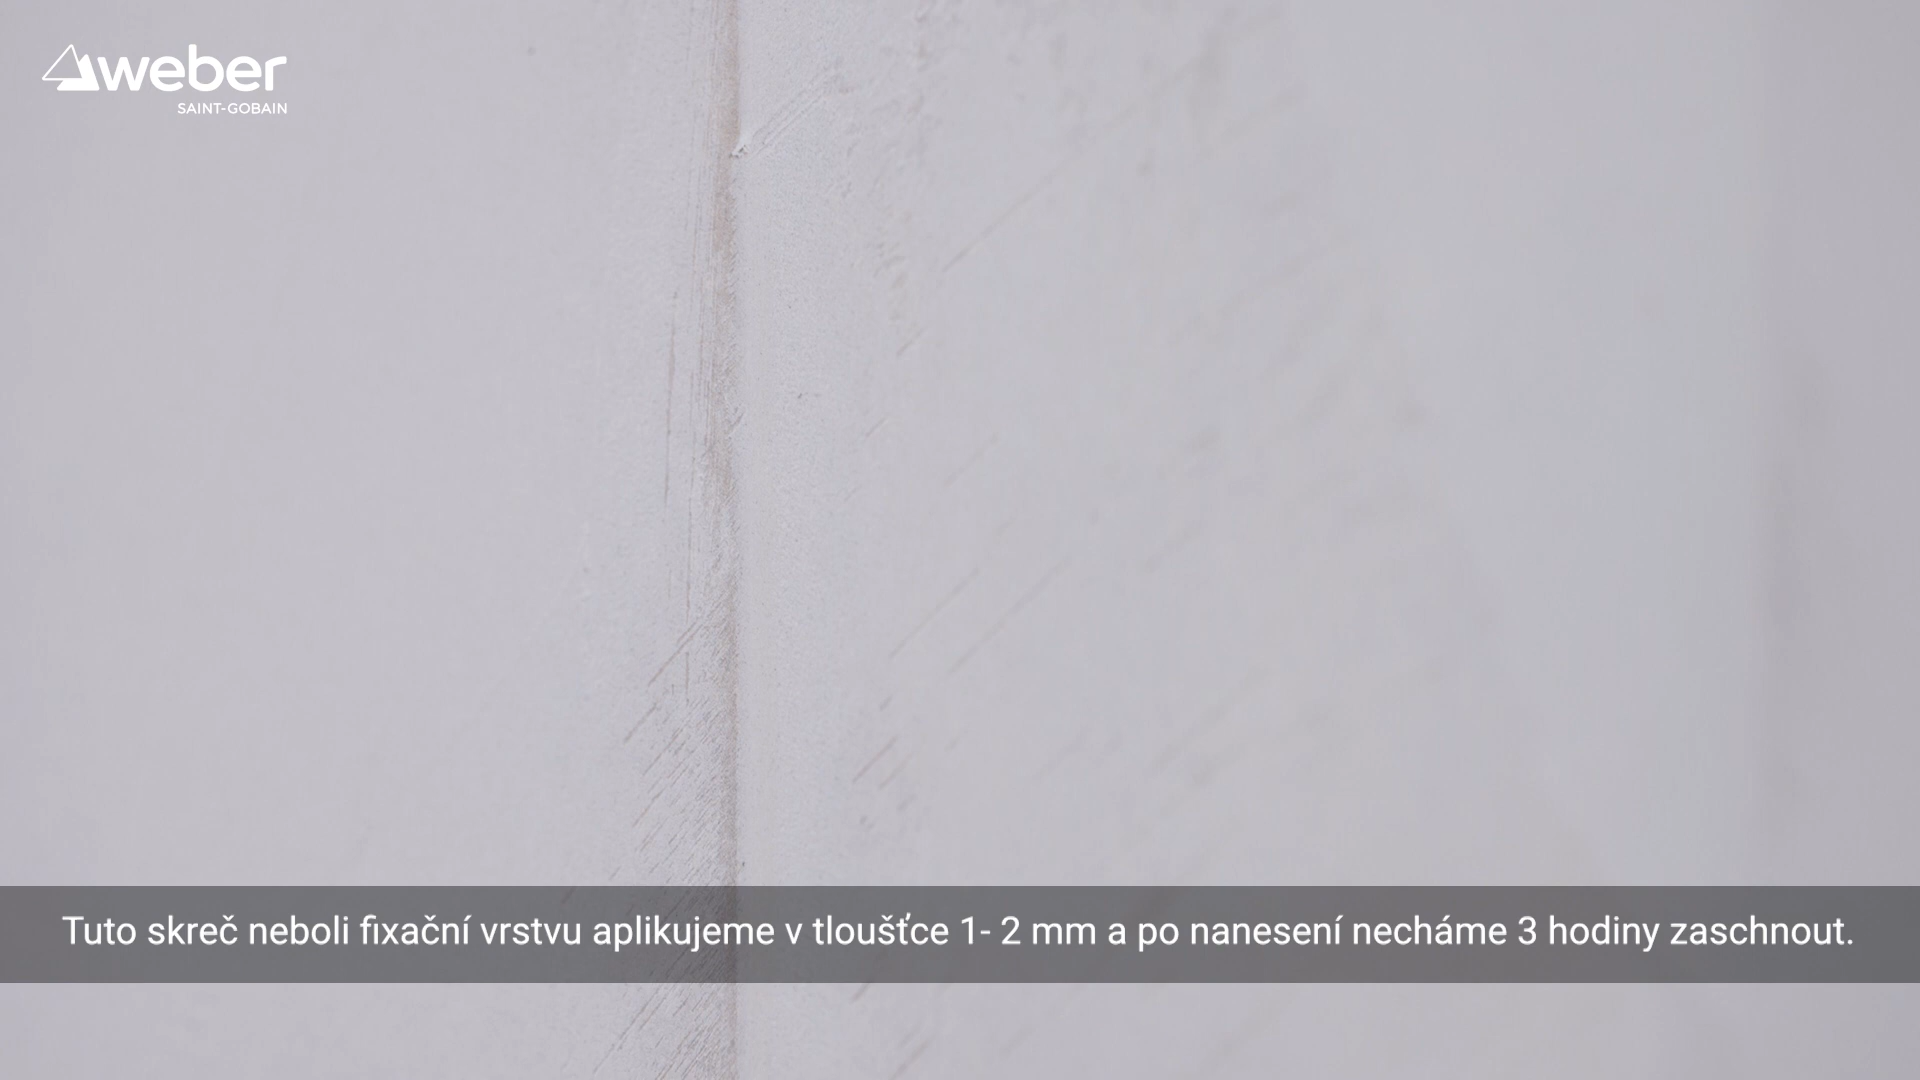 weber
SAINT-GOBAIN
Tuto skreč neboli fixační vrstvu aplikujeme v tloušťce 1- 2 mm a po nanesení necháme 3 hodiny zaschnout.